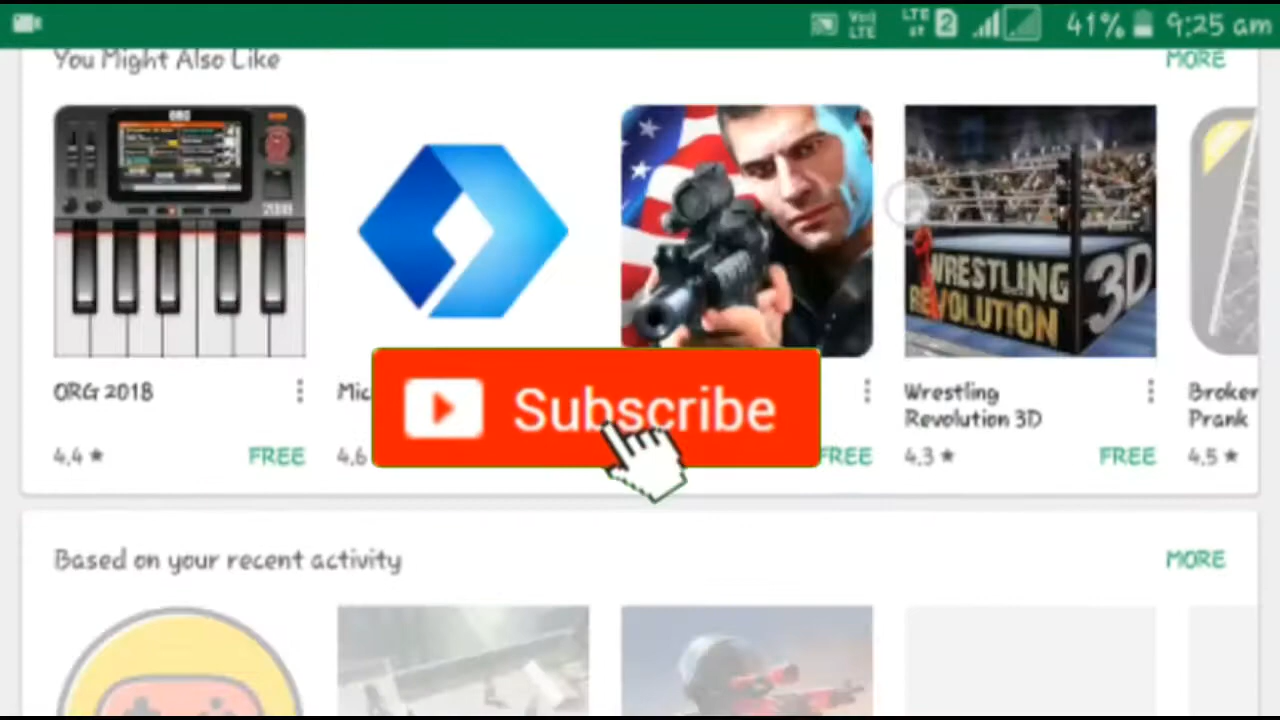 Vo) LTE LTE 2 41% 9:25 am
You Might Also Like MORE
ORG
2018
WRESTLING
REVOLUTION 3D
ORG 2018 Mic Wrestling Broker
Revolution 3D Prank
4.4 ★ FREE 4.6 FREE 4.3 ★ FREE 4.5 ★
Subscribe
Based on your recent activity MORE